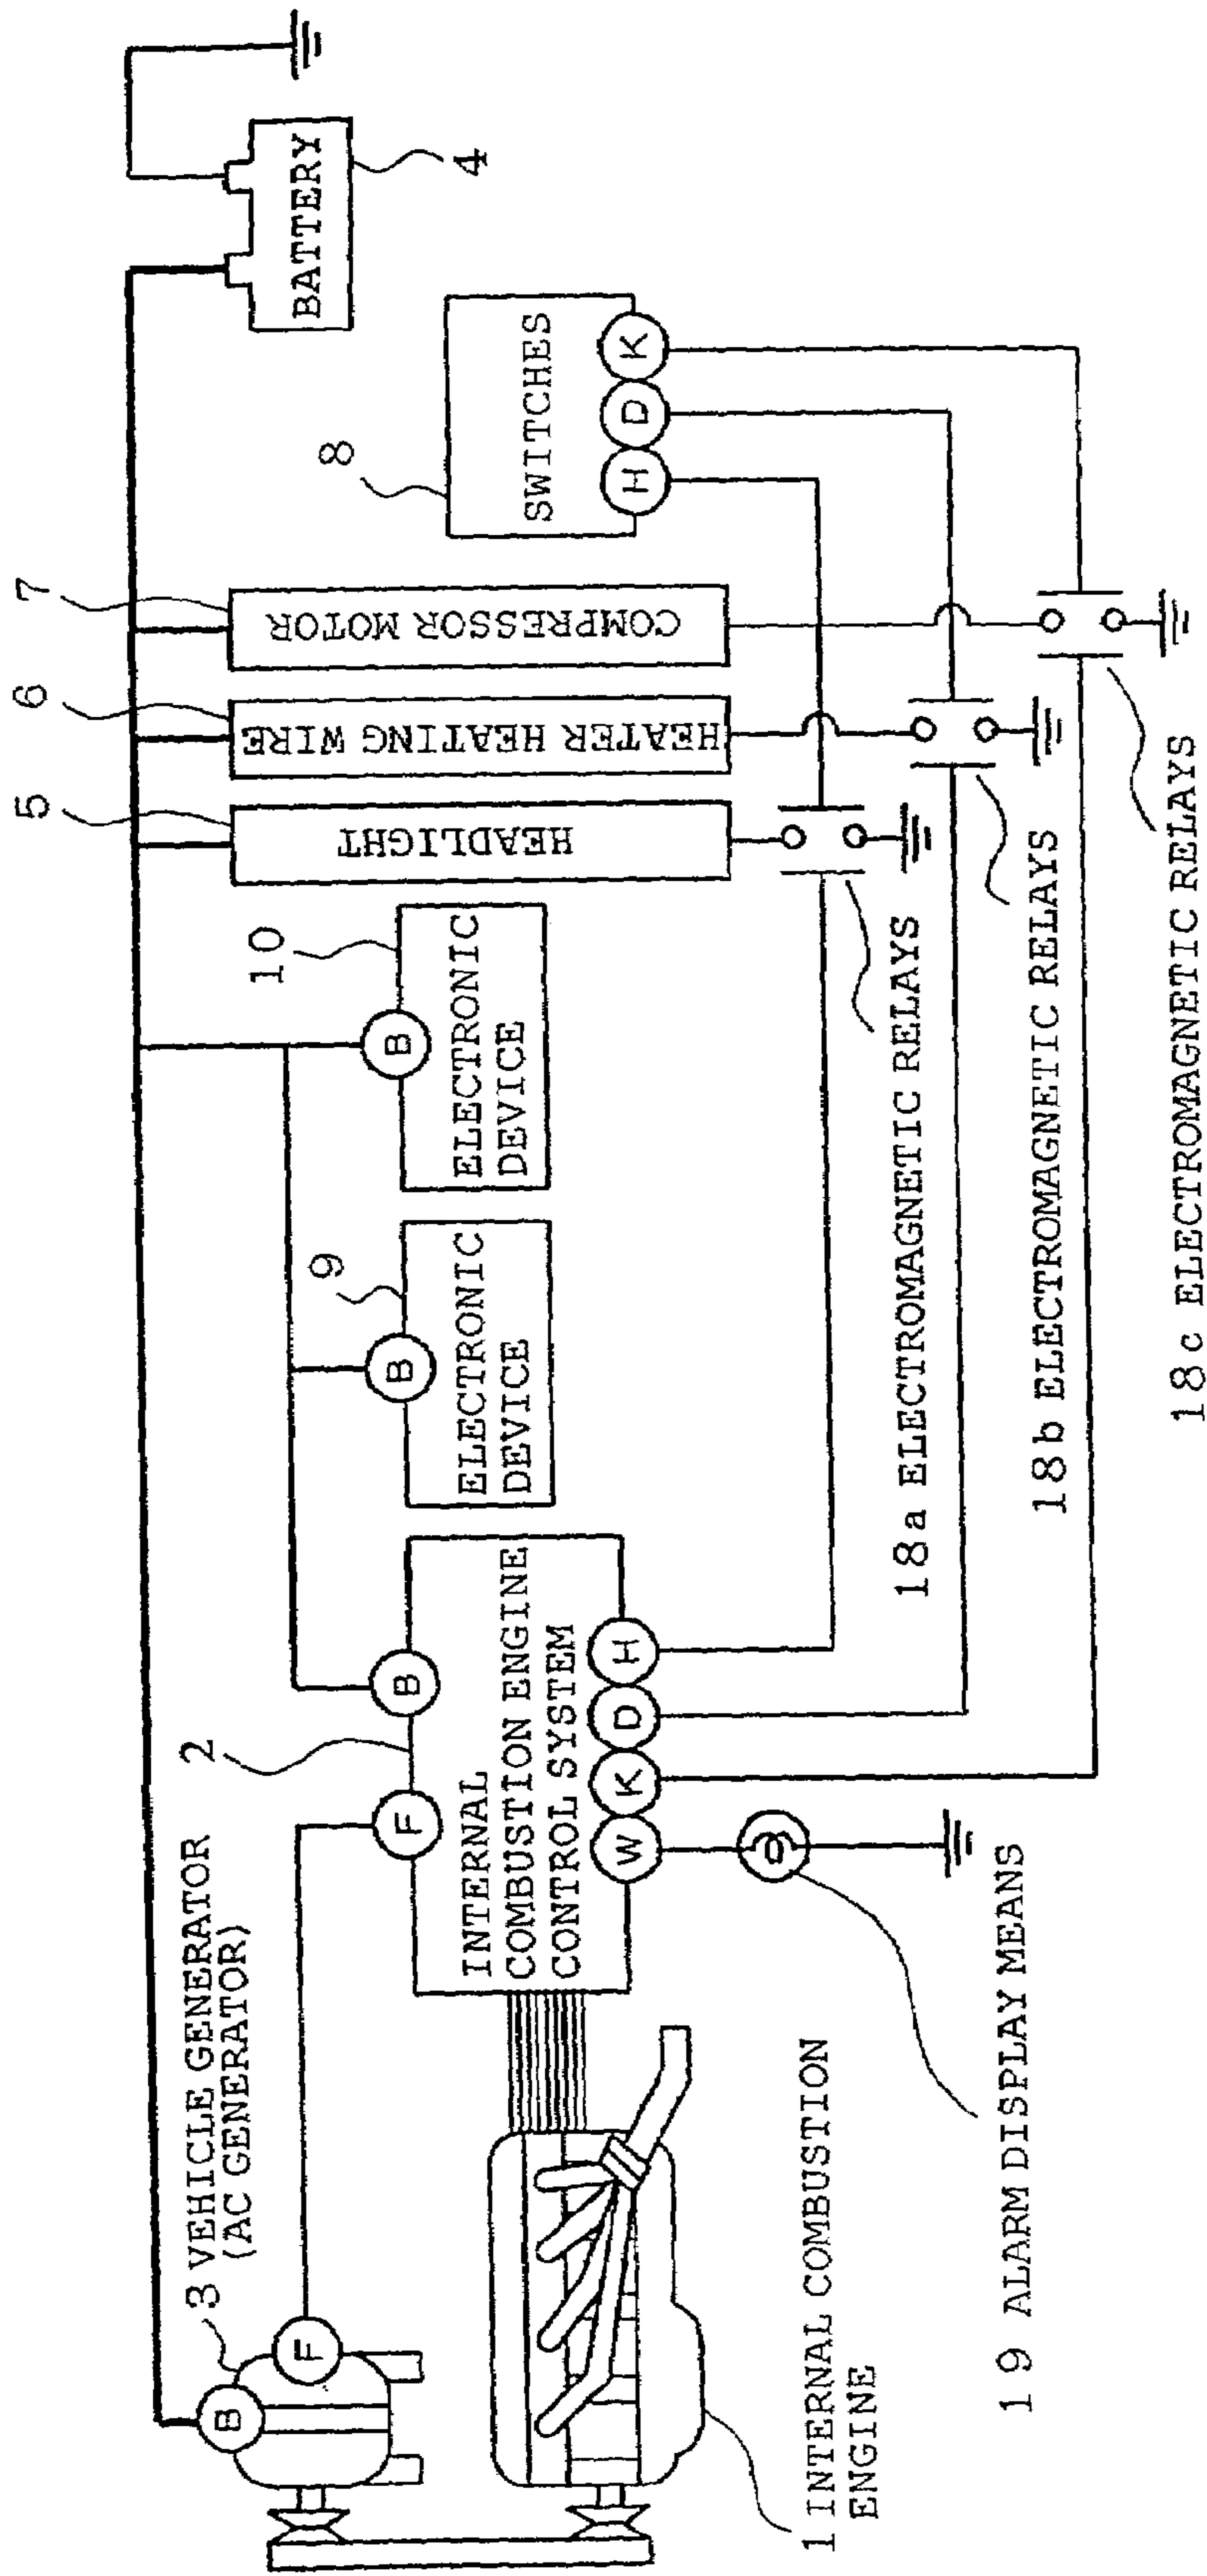 3 VEHICLE GENERATOR
(AC GENERATOR)
B
F
1 INTERNAL COMBUSTION
ENGINE
2
F
B
INTERNAL
COMBUSTION ENGINE
CONTROL SYSTEM
W
K
D
H
19 ALARM DISPLAY MEANS
9
B
ELECTRONIC
DEVICE
10
B
ELECTRONIC
DEVICE
5
HEADLIGHT
6
HEATER HEATING WIRE
7
COMPRESSOR MOTOR
8
SWITCHES
H
D
K
BATTERY
4
18a ELECTROMAGNETIC RELAYS
18b ELECTROMAGNETIC RELAYS
18c ELECTROMAGNETIC RELAYS